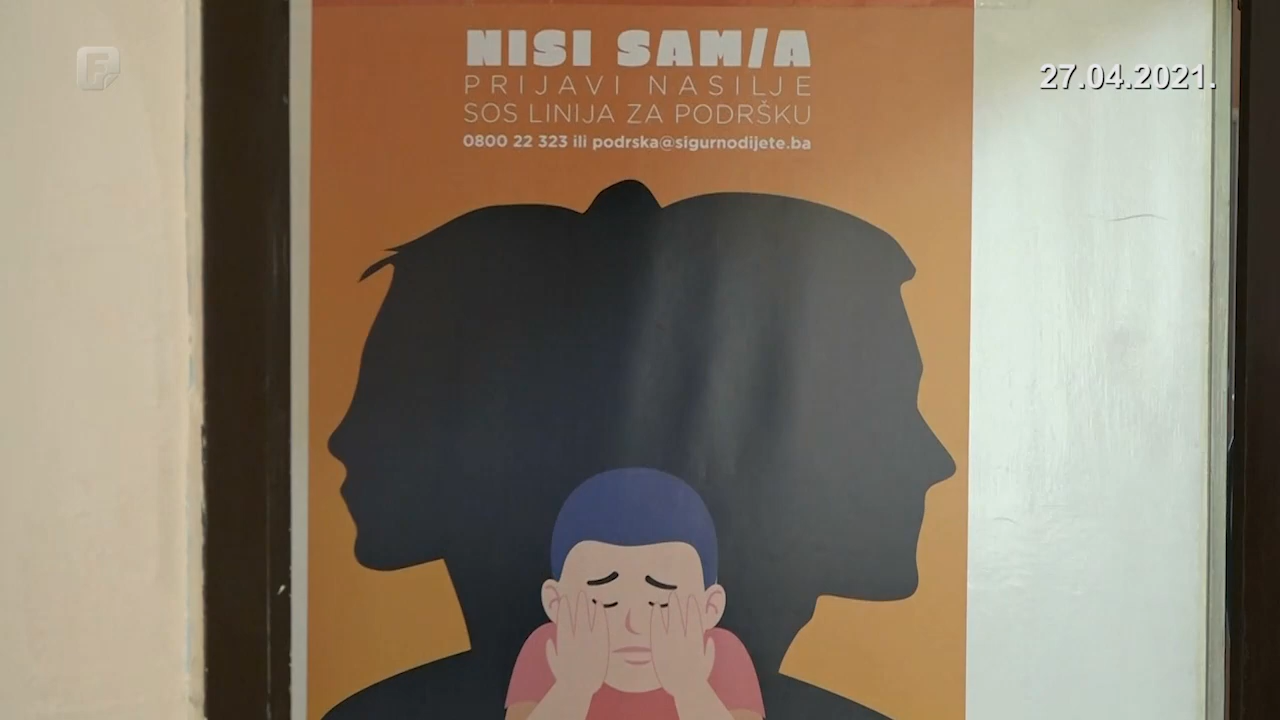 NISI SAM/A
PRIJAVI NASILJE
SOS LINIJA ZA PODRŠKU
0800 22 323 ili podrska@sigurnodijete.ba
27.04.2021.
F